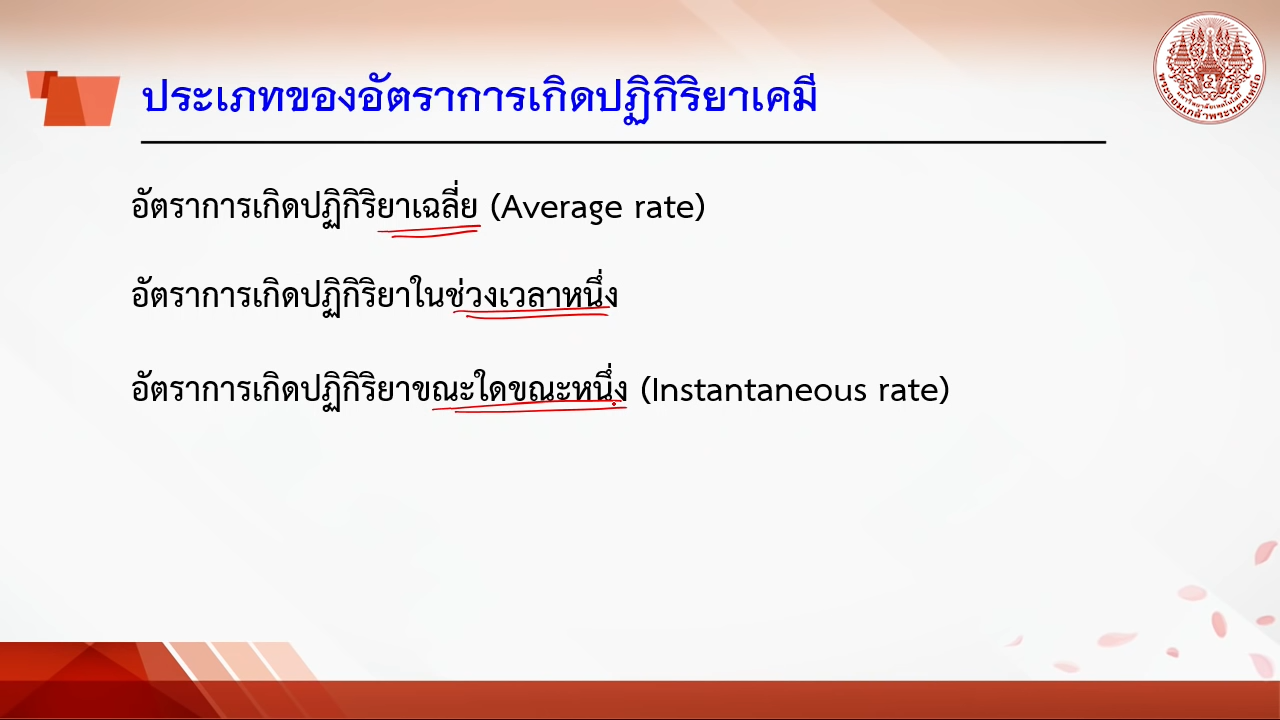 ประเภทของอัตราการเกิดปฏิกิริยาเคมี
อัตราการเกิดปฏิกิริยาเฉลี่ย (Average rate)
อัตราการเกิดปฏิกิริยาในช่วงเวลาหนึ่ง
อัตราการเกิดปฏิกิริยาขณะใดขณะหนึ่ง (Instantaneous rate)